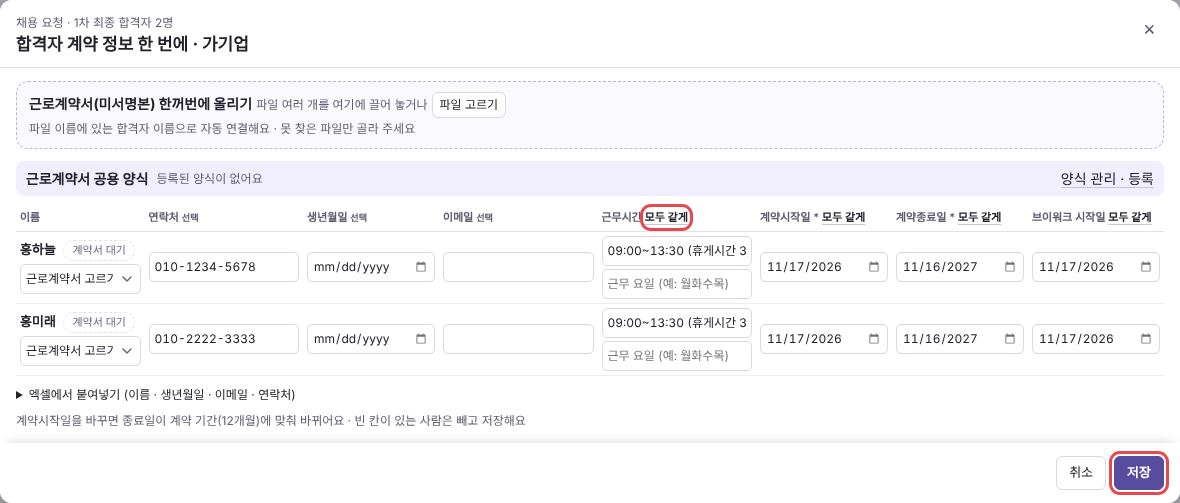 채용 요청 · 1차 최종 합격자 2명
합격자 계약 정보 한 번에 · 가기업
근로계약서(미서명본) 한꺼번에 올리기 파일 여러 개를 여기에 끌어 놓거나 파일 고르기
파일 이름에 있는 합격자 이름으로 자동 연결해요 · 못 찾은 파일만 골라 주세요
근로계약서 공용 양식 등록된 양식이 없어요 양식 관리 · 등록
이름 연락처 선택 생년월일 선택 이메일 선택 근무시간 모두 같게 계약시작일 * 모두 같게 계약종료일 * 모두 같게 브이워크 시작일 모두 같게
홍하늘 계약서 대기 09:00~13:30 (휴게시간 3
근로계약서 고르기 010-1234-5678 mm/dd/yyyy 근무 요일 (예: 월화수목) 11/17/2026 11/16/2027 11/17/2026
홍미래 계약서 대기 09:00~13:30 (휴게시간 3
근로계약서 고르기 010-2222-3333 mm/dd/yyyy 근무 요일 (예: 월화수목) 11/17/2026 11/16/2027 11/17/2026
엑셀에서 붙여넣기 (이름 · 생년월일 · 이메일 · 연락처)
계약시작일을 바꾸면 종료일이 계약 기간(12개월)에 맞춰 바뀌어요 · 빈 칸이 있는 사람은 빼고 저장해요
취소 저장